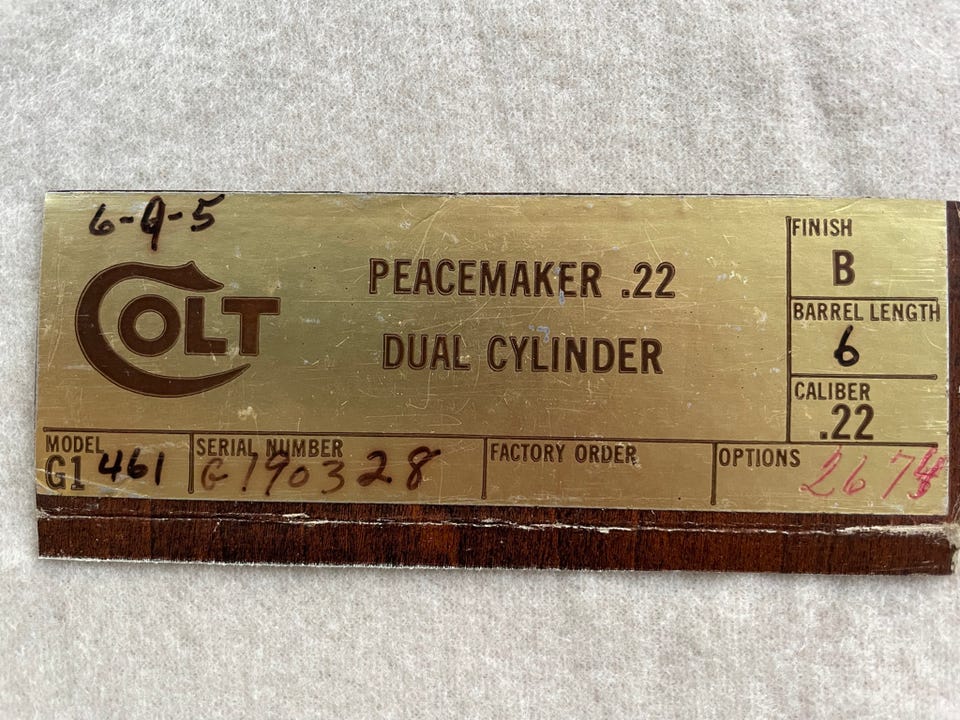 6-9-5
COLT
PEACEMAKER .22
DUAL CYLINDER
FINISH
B
BARREL LENGTH
6
CALIBER
.22
MODEL
G1 461
SERIAL NUMBER
G190328
FACTORY ORDER
OPTIONS